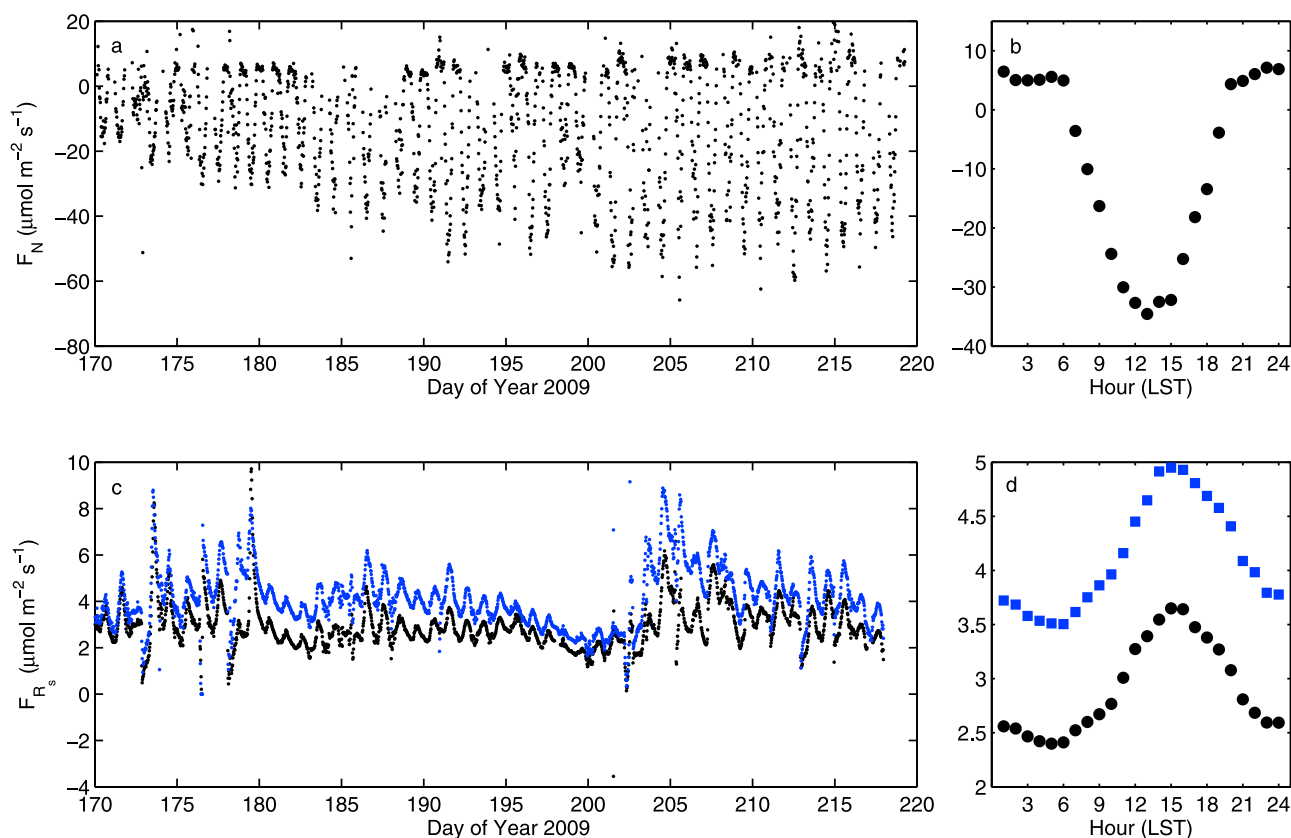 a
20
0
−20
−40
−60
−80
F_N (μmol m⁻² s⁻¹)
170 175 180 185 190 195 200 205 210 215 220
Day of Year 2009
b
10
0
−10
−20
−30
−40
3 6 9 12 15 18 21 24
Hour (LST)
c
10
8
6
4
2
0
−2
−4
F_{R_s} (μmol m⁻² s⁻¹)
170 175 180 185 190 195 200 205 210 215 220
Day of Year 2009
d
5
4.5
4
3.5
3
2.5
2
3 6 9 12 15 18 21 24
Hour (LST)